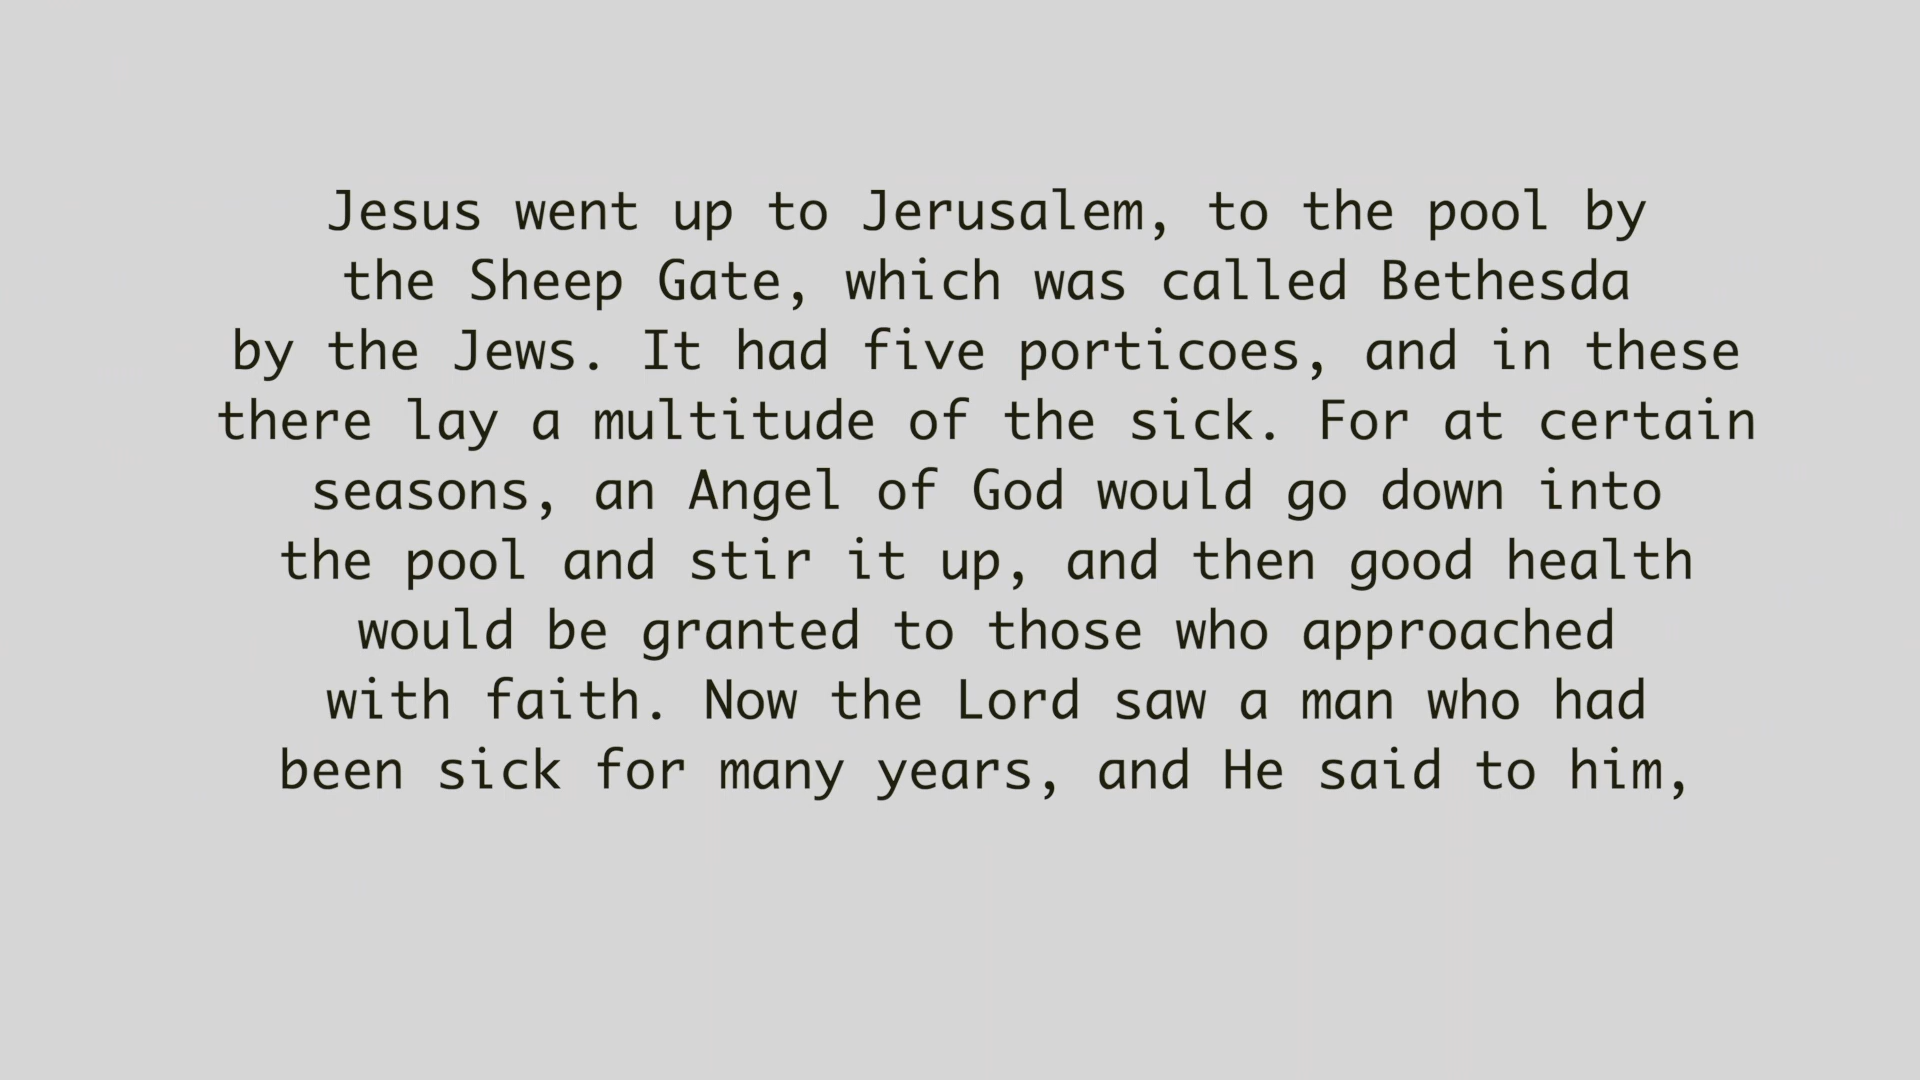 Jesus went up to Jerusalem, to the pool by
the Sheep Gate, which was called Bethesda
by the Jews. It had five porticoes, and in these
there lay a multitude of the sick. For at certain
seasons, an Angel of God would go down into
the pool and stir it up, and then good health
would be granted to those who approached
with faith. Now the Lord saw a man who had
been sick for many years, and He said to him,